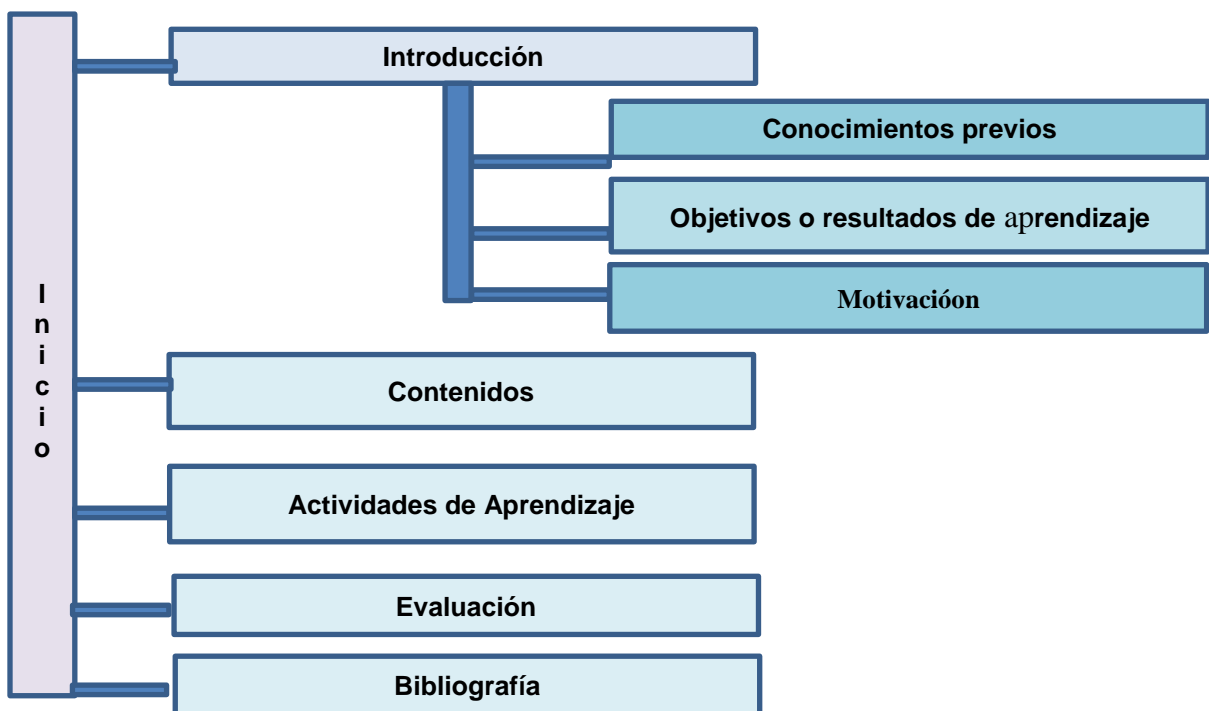 Inicio
Introducción
Conocimientos previos
Objetivos o resultados de aprendizaje
Motivacióon
Contenidos
Actividades de Aprendizaje
Evaluación
Bibliografía